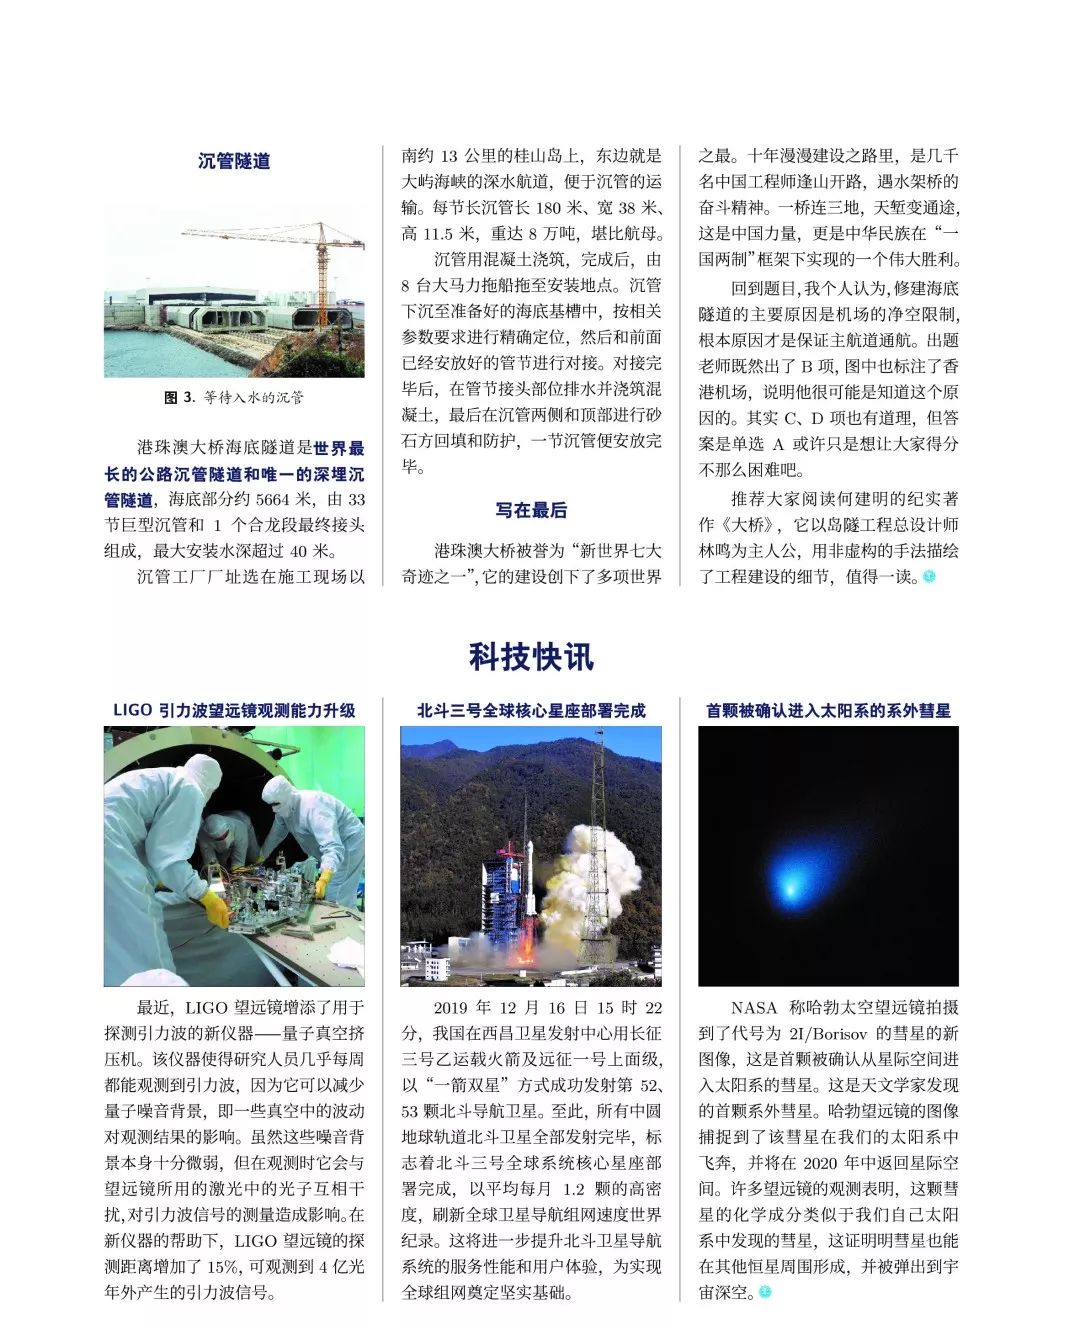 沉管隧道
图 3. 等待入水的沉管
港珠澳大桥海底隧道是世界最
长的公路沉管隧道和唯一的深埋沉
管隧道，海底部分约 5664 米，由 33
节巨型沉管和 1 个合龙段最终接头
组成，最大安装水深超过 40 米。
沉管工厂厂址选在施工现场以
南约 13 公里的桂山岛上，东边就是
大屿海峡的深水航道，便于沉管的运
输。每节长沉管长 180 米、宽 38 米、
高 11.5 米，重达 8 万吨，堪比航母。
沉管用混凝土浇筑，完成后，由
8 台大马力拖船拖至安装地点。沉管
下沉至准备好的海底基槽中，按相关
参数要求进行精确定位，然后和前面
已经安放好的管节进行对接。对接完
毕后，在管节接头部位排水并浇筑混
凝土，最后在沉管两侧和顶部进行砂
石方回填和防护，一节沉管便安放完
毕。
写在最后
港珠澳大桥被誉为“新世界七大
奇迹之一”，它的建设创下了多项世界
之最。十年漫漫建设之路里，是几千
名中国工程师逢山开路，遇水架桥的
奋斗精神。一桥连三地，天堑变通途，
这是中国力量，更是中华民族在“一
国两制”框架下实现的一个伟大胜利。
回到题目，我个人认为，修建海底
隧道的主要原因是机场的净空限制，
根本原因才是保证主航道通航。出题
老师既然出了 B 项，图中也标注了香
港机场，说明他很可能是知道这个原
因的。其实 C、D 项也有道理，但答
案是单选 A 或许只是想让大家得分
不那么困难吧。
推荐大家阅读何建明的纪实著
作《大桥》，它以岛隧工程总设计师
林鸣为主人公，用非虚构的手法描绘
了工程建设的细节，值得一读。
科技快讯
LIGO 引力波望远镜观测能力升级
最近，LIGO 望远镜增添了用于
探测引力波的新仪器——量子真空挤
压机。该仪器使得研究人员几乎每周
都能观测到引力波，因为它可以减少
量子噪音背景，即一些真空中的波动
对观测结果的影响。虽然这些噪音背
景本身十分微弱，但在观测时它会与
望远镜所用的激光中的光子互相干
扰，对引力波信号的测量造成影响。在
新仪器的帮助下，LIGO 望远镜的探
测距离增加了 15%，可观测到 4 亿光
年外产生的引力波信号。
北斗三号全球核心星座部署完成
2019 年 12 月 16 日 15 时 22
分，我国在西昌卫星发射中心用长征
三号乙运载火箭及远征一号上面级，
以“一箭双星”方式成功发射第 52、
53 颗北斗导航卫星。至此，所有中圆
地球轨道北斗卫星全部发射完毕，标
志着北斗三号全球系统核心星座部
署完成，以平均每月 1.2 颗的高密
度，刷新全球卫星导航组网速度世界
纪录。这将进一步提升北斗卫星导航
系统的服务性能和用户体验，为实现
全球组网奠定坚实基础。
首颗被确认进入太阳系的系外彗星
NASA 称哈勃太空望远镜拍摄
到了代号为 2I/Borisov 的彗星的新
图像，这是首颗被确认从星际空间进
入太阳系的彗星。这是天文学家发现
的首颗系外彗星。哈勃望远镜的图像
捕捉到了该彗星在我们的太阳系中
飞奔，并将在 2020 年中返回星际空
间。许多望远镜的观测表明，这颗彗
星的化学成分类似于我们自己太阳
系中发现的彗星，这证明明彗星也能
在其他恒星周围形成，并被弹出到宇
宙深空。